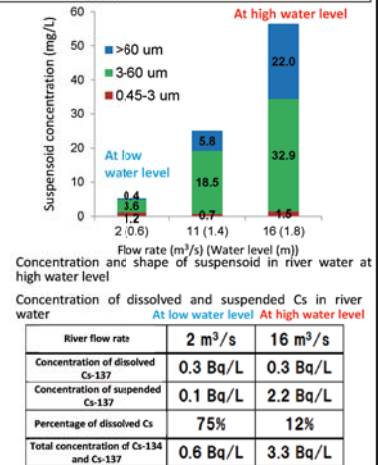 At high water level
Suspensoid concentration (mg/L)
60
50
40
30
20
10
0
>60 um
3-60 um
0.45-3 um
At low
water level
0.4
3.6
1.2
5.8
18.5
0.7
22.0
32.9
1.5
2 (0.6)
11 (1.4)
16 (1.8)
Flow rate (m³/s) (Water level (m))
Concentration and shape of suspensoid in river water at
high water level
Concentration of dissolved and suspended Cs in river
water At low water level At high water level
River flow rate 2 m³/s 16 m³/s
Concentration of dissolved
Cs-137 0.3 Bq/L 0.3 Bq/L
Concentration of suspended
Cs-137 0.1 Bq/L 2.2 Bq/L
Percentage of dissolved Cs 75% 12%
Total concentration of Cs-134
and Cs-137 0.6 Bq/L 3.3 Bq/L